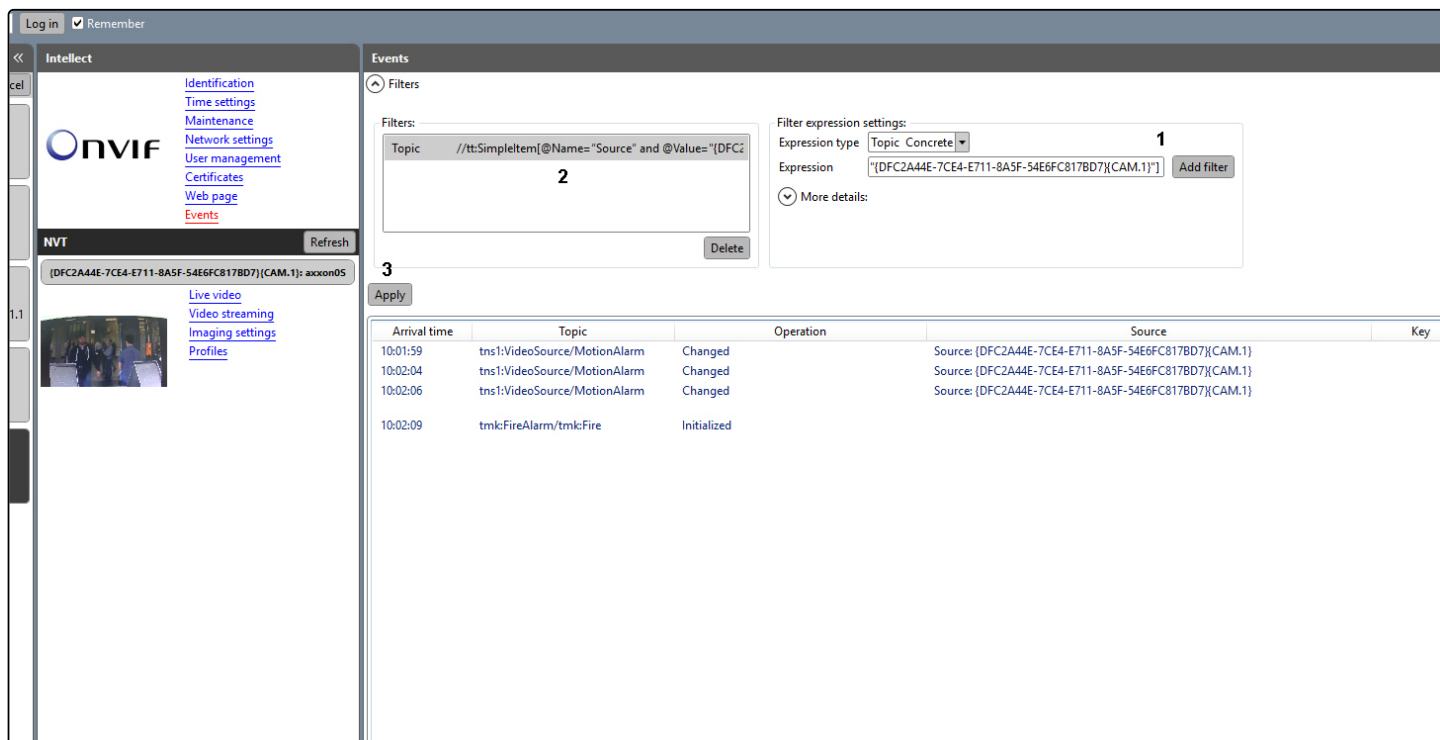 Log in Remember
« Intellect Events
cel
Filters
Identification
Time settings
Maintenance
Network settings
User management
Certificates
Web page
Events
ONVIF
Filters:
Topic //tt:SimpleItem[@Name="Source" and @Value="{DFC2
2
Delete
Filter expression settings:
Expression type Topic Concrete 1
Expression "{DFC2A44E-7CE4-E711-8A5F-54E6FC817BD7}{CAM.1}"] Add filter
More details:
NVT Refresh
{DFC2A44E-7CE4-E711-8A5F-54E6FC817BD7}{CAM.1}: axxon0S
Live video
Video streaming
Imaging settings
Profiles
1.1
3
Apply
Arrival time Topic Operation Source Key
10:01:59 tns1:VideoSource/MotionAlarm Changed Source: {DFC2A44E-7CE4-E711-8A5F-54E6FC817BD7}{CAM.1}
10:02:04 tns1:VideoSource/MotionAlarm Changed Source: {DFC2A44E-7CE4-E711-8A5F-54E6FC817BD7}{CAM.1}
10:02:06 tns1:VideoSource/MotionAlarm Changed Source: {DFC2A44E-7CE4-E711-8A5F-54E6FC817BD7}{CAM.1}
10:02:09 tmk:FireAlarm/tmk:Fire Initialized